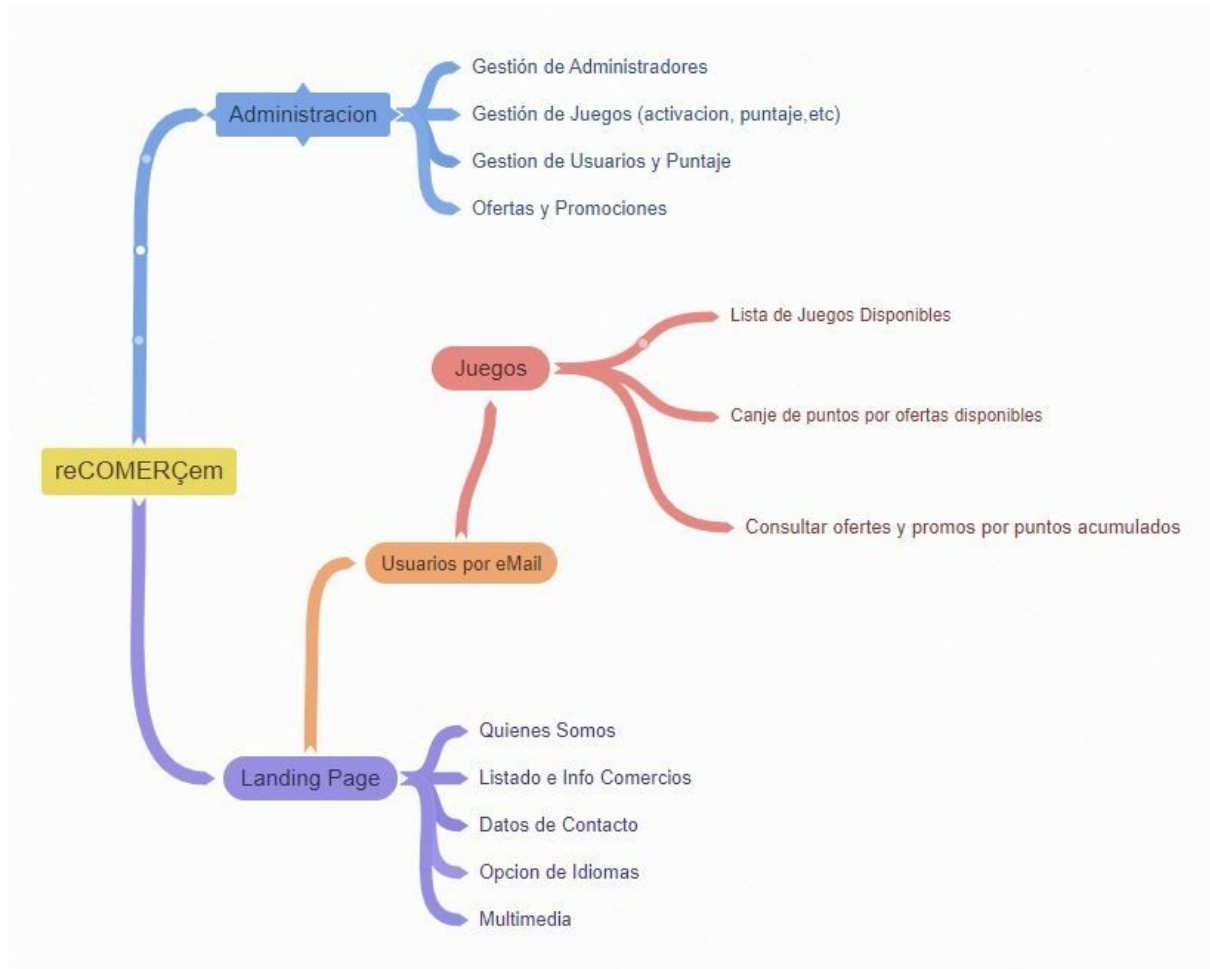 Gestión de Administradores
Administracion
Gestión de Juegos (activacion, puntaje,etc)
Gestion de Usuarios y Puntaje
Ofertas y Promociones
Lista de Juegos Disponibles
Juegos
Canje de puntos por ofertas disponibles
reCOMERÇem
Consultar ofertes y promos por puntos acumulados
Usuarios por eMail
Quienes Somos
Landing Page
Listado e Info Comercios
Datos de Contacto
Opcion de Idiomas
Multimedia